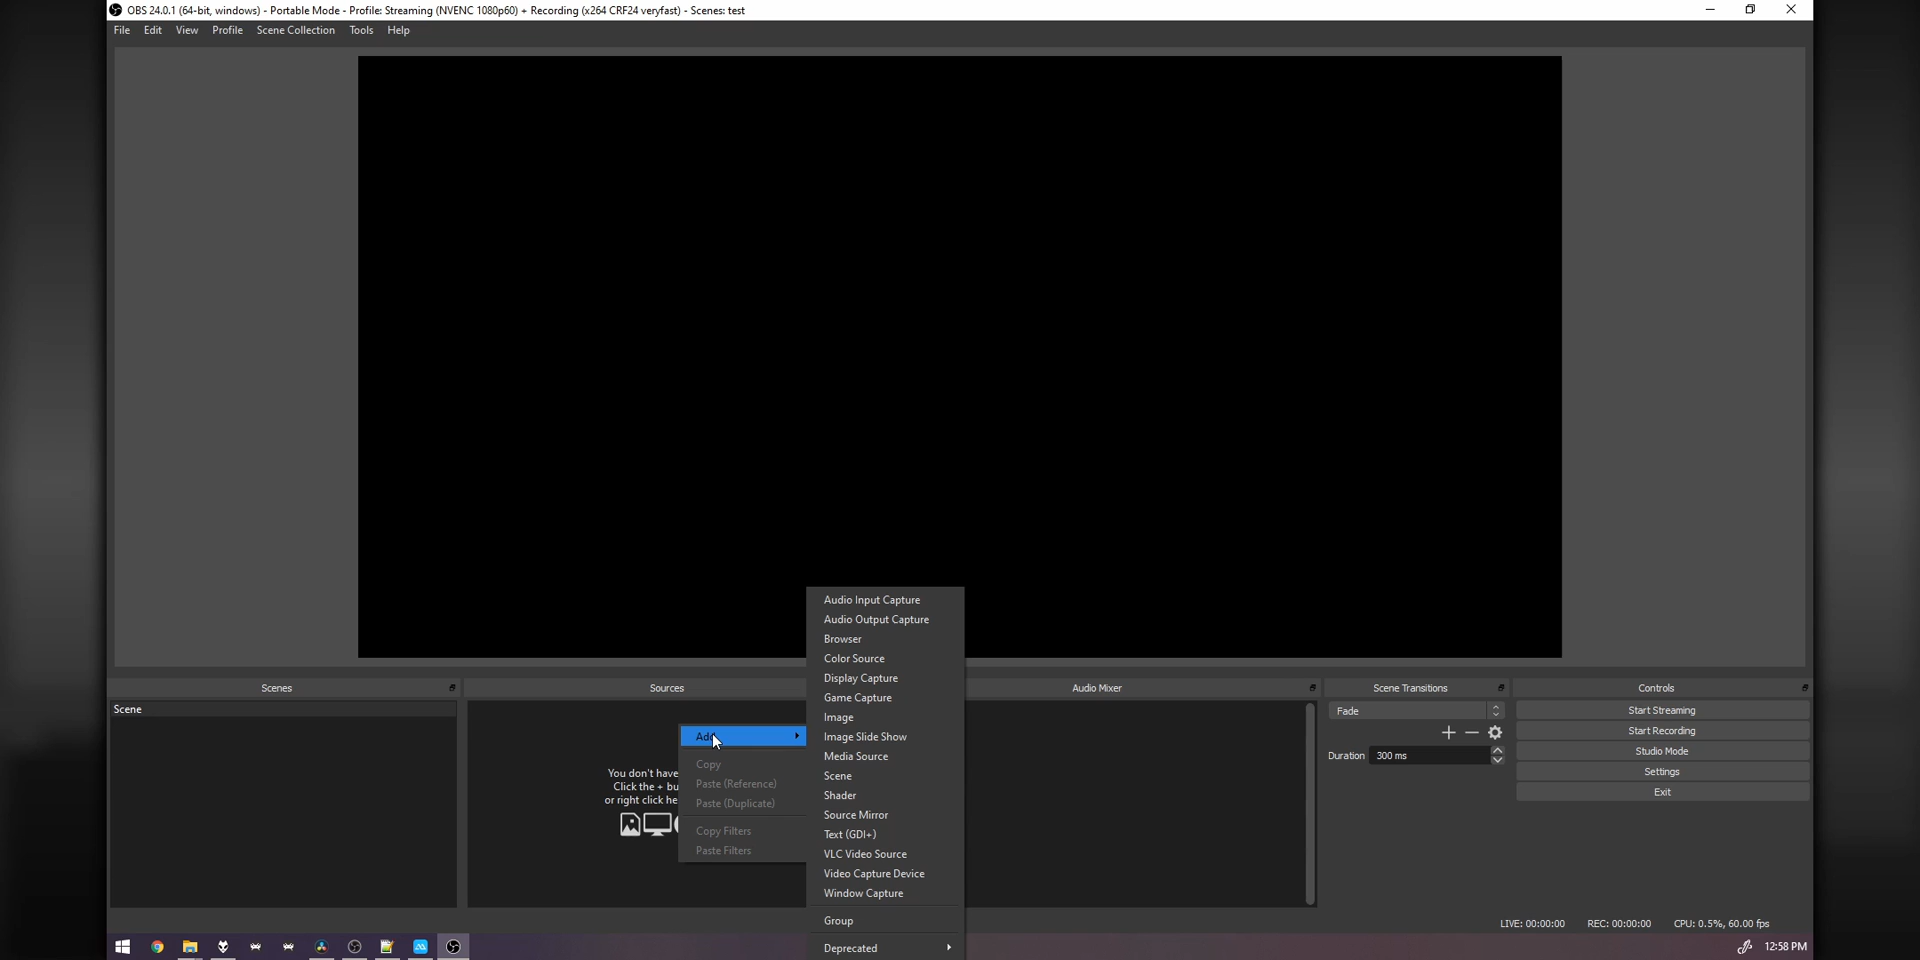 OBS 24.0.1 (64-bit, windows) - Portable Mode - Profile: Streaming (NVENC 1080p60) + Recording (x264 CRF24 veryfast) - Scenes: test
File Edit View Profile Scene Collection Tools Help
Scenes
Sources
Audio Mixer
Scene Transitions
Controls
Scene
You don't have
Click the + bu
or right click he
Add
Copy
Paste (Reference)
Paste (Duplicate)
Copy Filters
Paste Filters
Audio Input Capture
Audio Output Capture
Browser
Color Source
Display Capture
Game Capture
Image
Image Slide Show
Media Source
Scene
Shader
Source Mirror
Text (GDI+)
VLC Video Source
Video Capture Device
Window Capture
Group
Deprecated
Fade
Duration 300 ms
Start Streaming
Start Recording
Studio Mode
Settings
Exit
LIVE: 00:00:00 REC: 00:00:00 CPU: 0.5%, 60.00 fps
12:58 PM